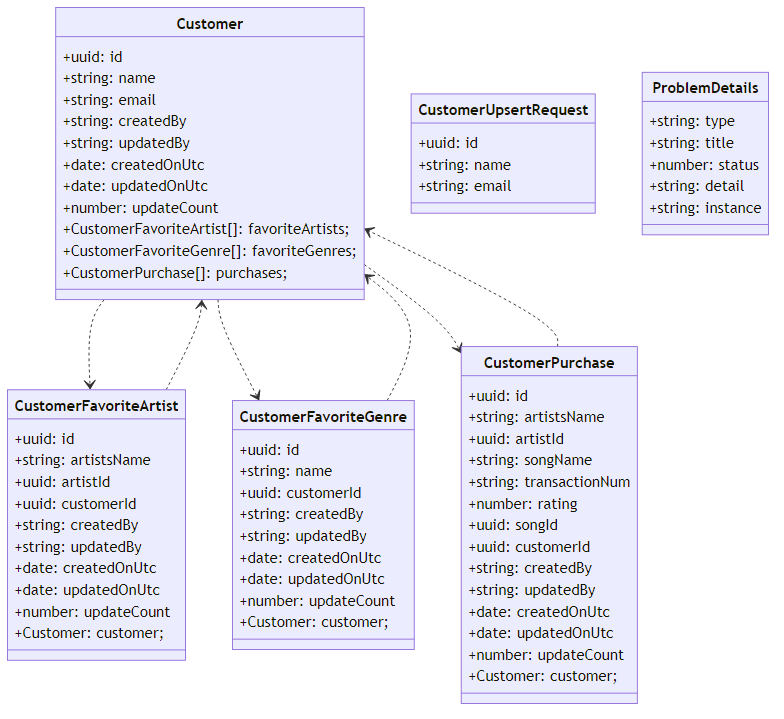 Customer
+uuid: id
+string: name
+string: email
+string: createdBy
+string: updatedBy
+date: createdOnUtc
+date: updatedOnUtc
+number: updateCount
+CustomerFavoriteArtist[]: favoriteArtists;
+CustomerFavoriteGenre[]: favoriteGenres;
+CustomerPurchase[]: purchases;
CustomerUpsertRequest
+uuid: id
+string: name
+string: email
ProblemDetails
+string: type
+string: title
+number: status
+string: detail
+string: instance
CustomerFavoriteArtist
+uuid: id
+string: artistsName
+uuid: artistId
+uuid: customerId
+string: createdBy
+string: updatedBy
+date: createdOnUtc
+date: updatedOnUtc
+number: updateCount
+Customer: customer;
CustomerFavoriteGenre
+uuid: id
+string: name
+uuid: customerId
+string: createdBy
+string: updatedBy
+date: createdOnUtc
+date: updatedOnUtc
+number: updateCount
+Customer: customer;
CustomerPurchase
+uuid: id
+string: artistsName
+uuid: artistId
+string: songName
+string: transactionNum
+number: rating
+uuid: songId
+uuid: customerId
+string: createdBy
+string: updatedBy
+date: createdOnUtc
+date: updatedOnUtc
+number: updateCount
+Customer: customer;